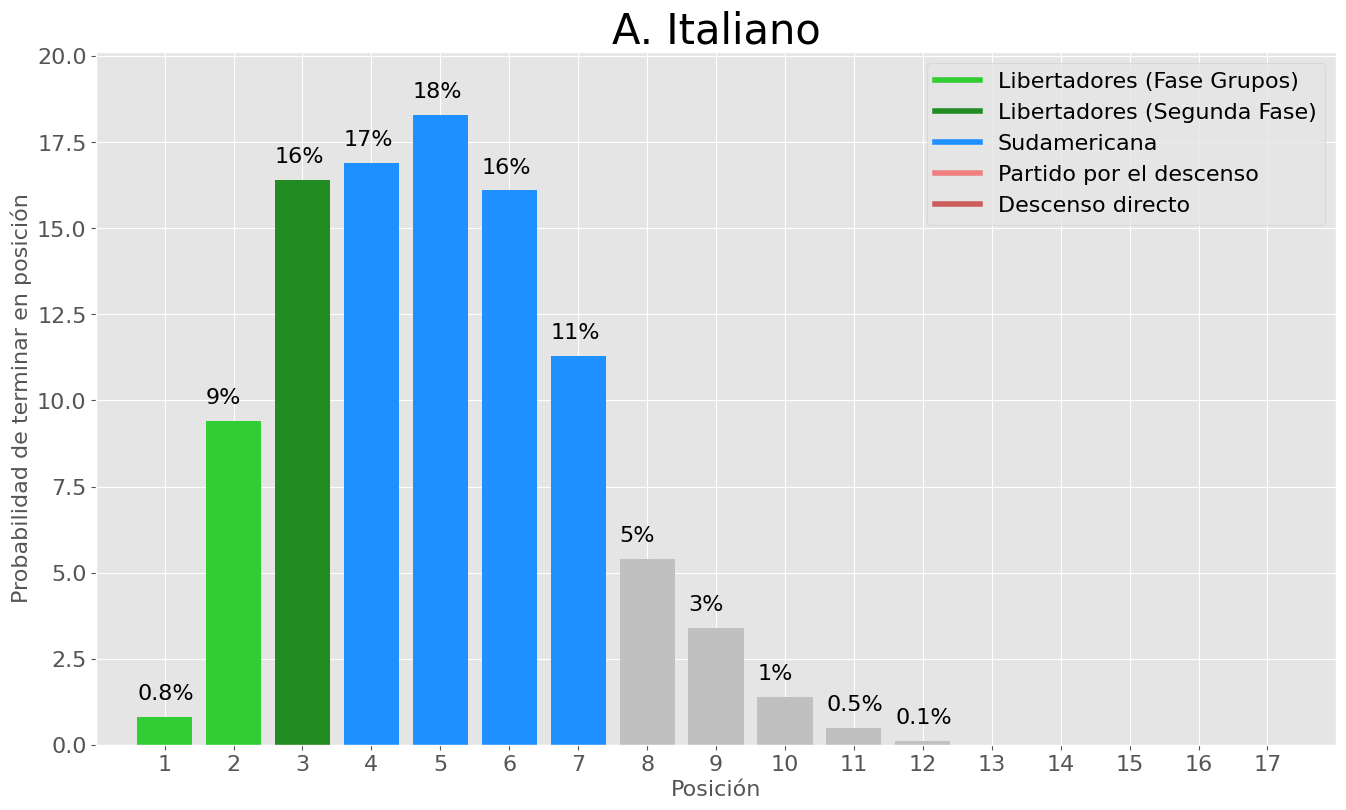 A. Italiano
Libertadores (Fase Grupos)
Libertadores (Segunda Fase)
Sudamericana
Partido por el descenso
Descenso directo
Probabilidad de terminar en posición
20.0
17.5
15.0
12.5
10.0
7.5
5.0
2.5
0.0
0.8%
9%
16%
17%
18%
16%
11%
5%
3%
1%
0.5%
0.1%
1 2 3 4 5 6 7 8 9 10 11 12 13 14 15 16 17
Posición